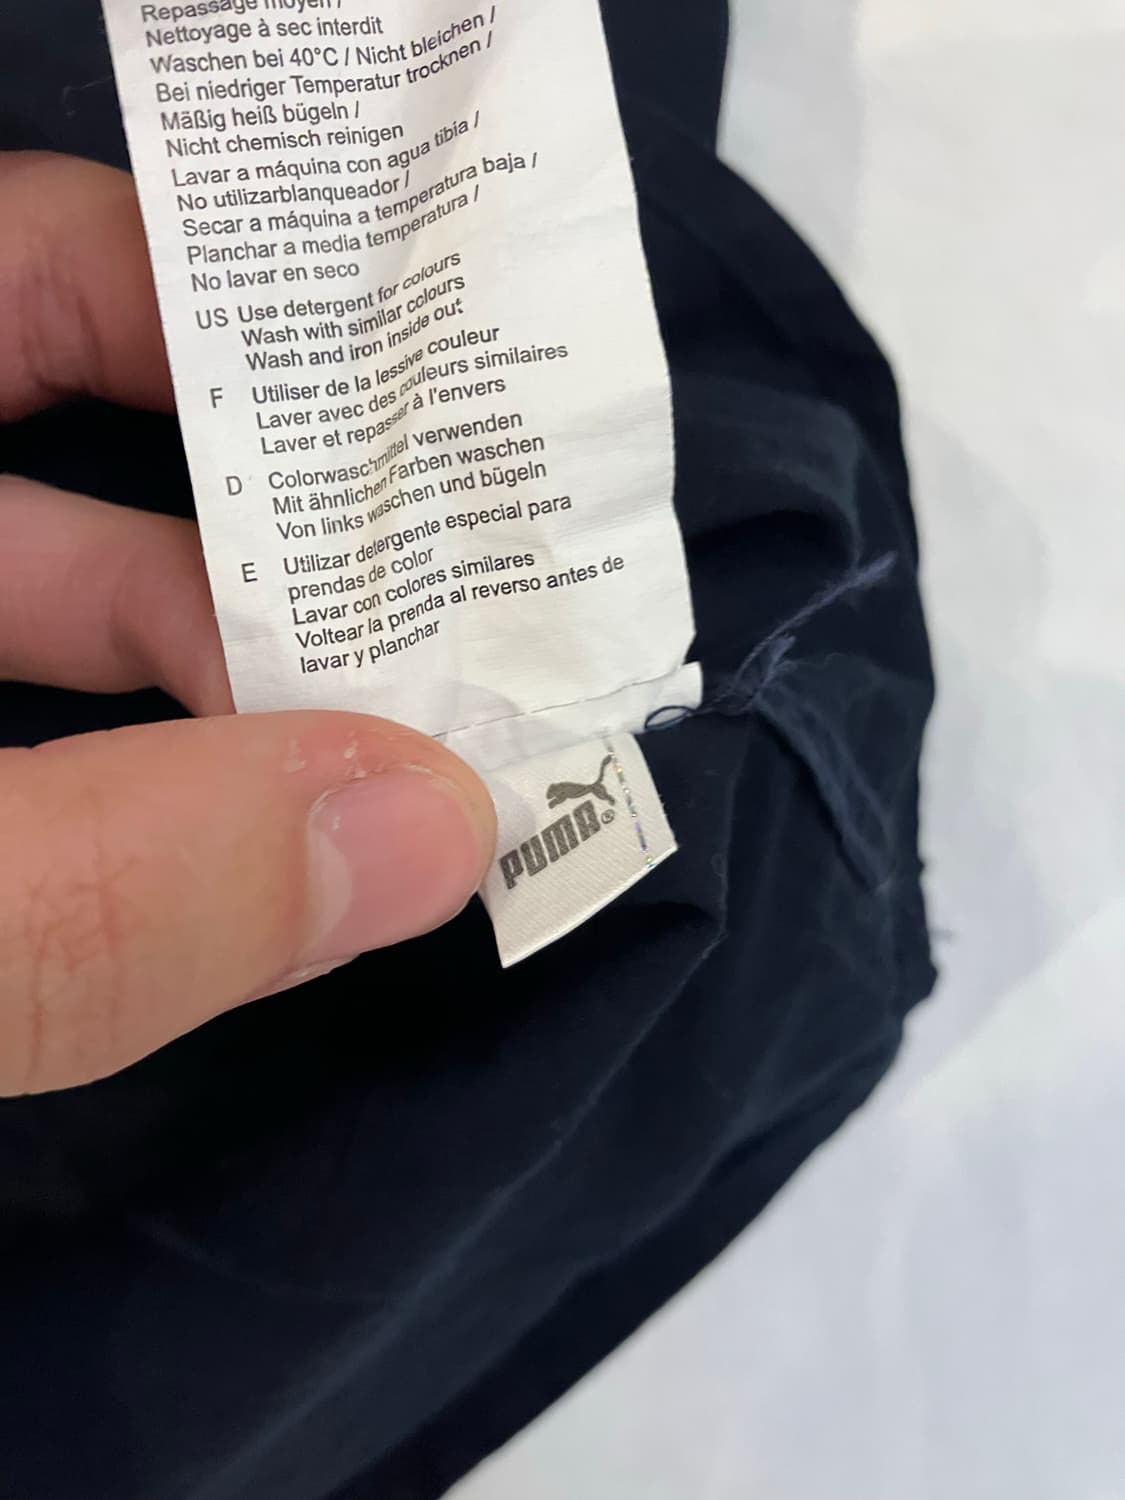 Repassage moyen /
Nettoyage à sec interdit
Waschen bei 40°C / Nicht bleichen /
Bei niedriger Temperatur trocknen /
Mäßig heiß bügeln /
Nicht chemisch reinigen
Lavar a máquina con agua tibia /
No utilizarblanqueador /
Secar a máquina a temperatura baja /
Planchar a media temperatura /
No lavar en seco
US Use detergent for colours
Wash with similar colours
Wash and iron inside out
F Utiliser de la lessive couleur
Laver avec des couleurs similaires
Laver et repasser à l'envers
D Colorwaschmittel verwenden
Mit ähnlichen Farben waschen
Von links waschen und bügeln
E Utilizar detergente especial para
prendas de color
Lavar con colores similares
Voltear la prenda al reverso antes de
lavar y planchar
PUMA®